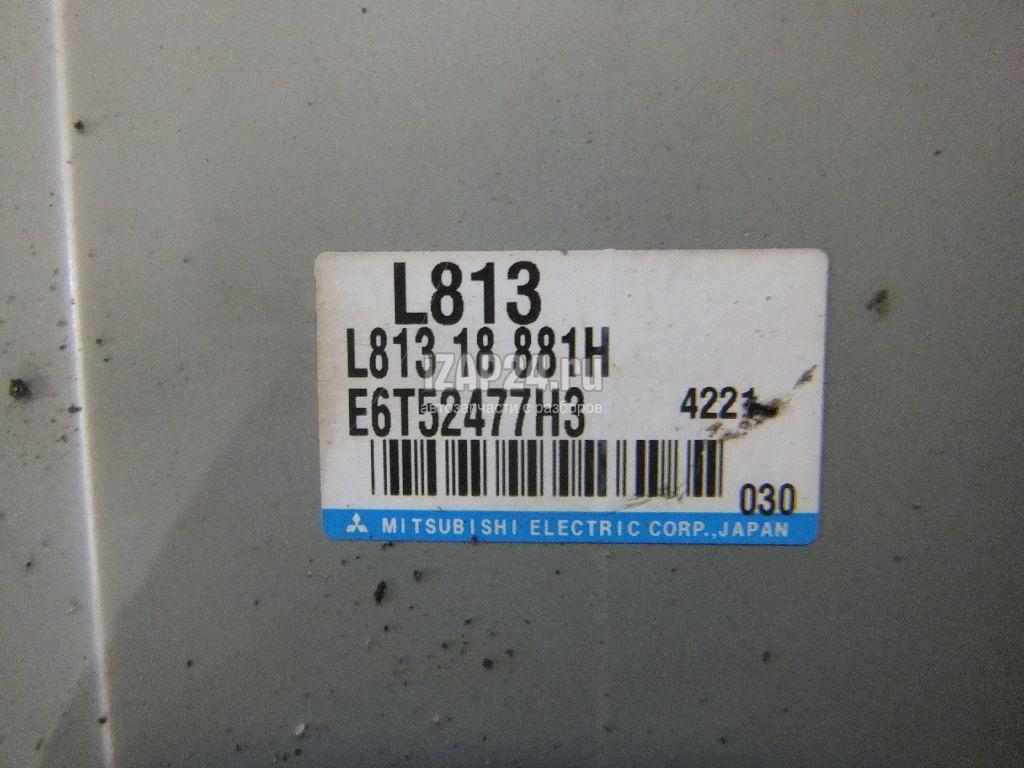 L813
L813 18 881H
iZAP24.ru
автозапчасти с разборов
E6T52477H3 4221
030
MITSUBISHI ELECTRIC CORP.,JAPAN